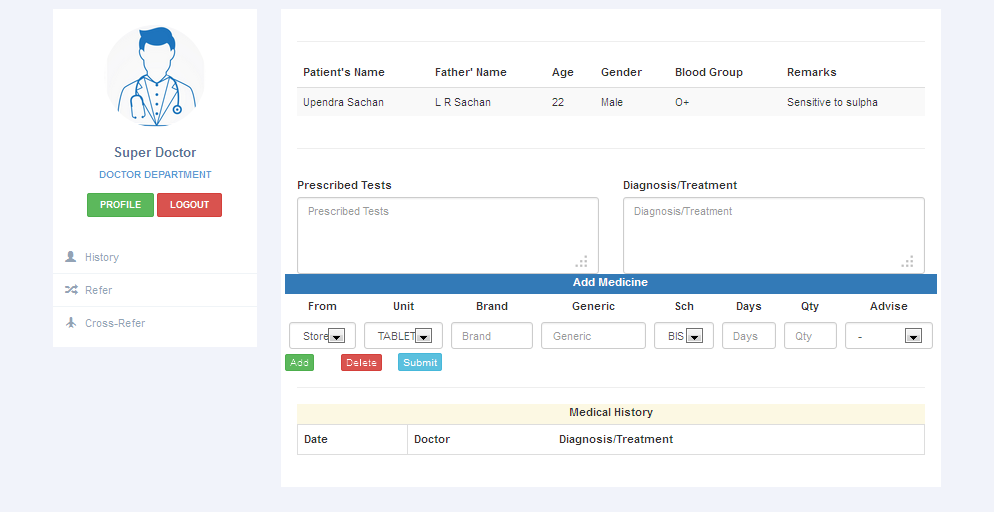 Super Doctor
DOCTOR DEPARTMENT
PROFILE LOGOUT
History
Refer
Cross-Refer
Patient's Name Father' Name Age Gender Blood Group Remarks
Upendra Sachan L R Sachan 22 Male O+ Sensitive to sulpha
Prescribed Tests Diagnosis/Treatment
Prescribed Tests Diagnosis/Treatment
Add Medicine
From Unit Brand Generic Sch Days Qty Advise
Store TABLET Brand Generic BIS Days Qty -
Add Delete Submit
Medical History
Date Doctor Diagnosis/Treatment